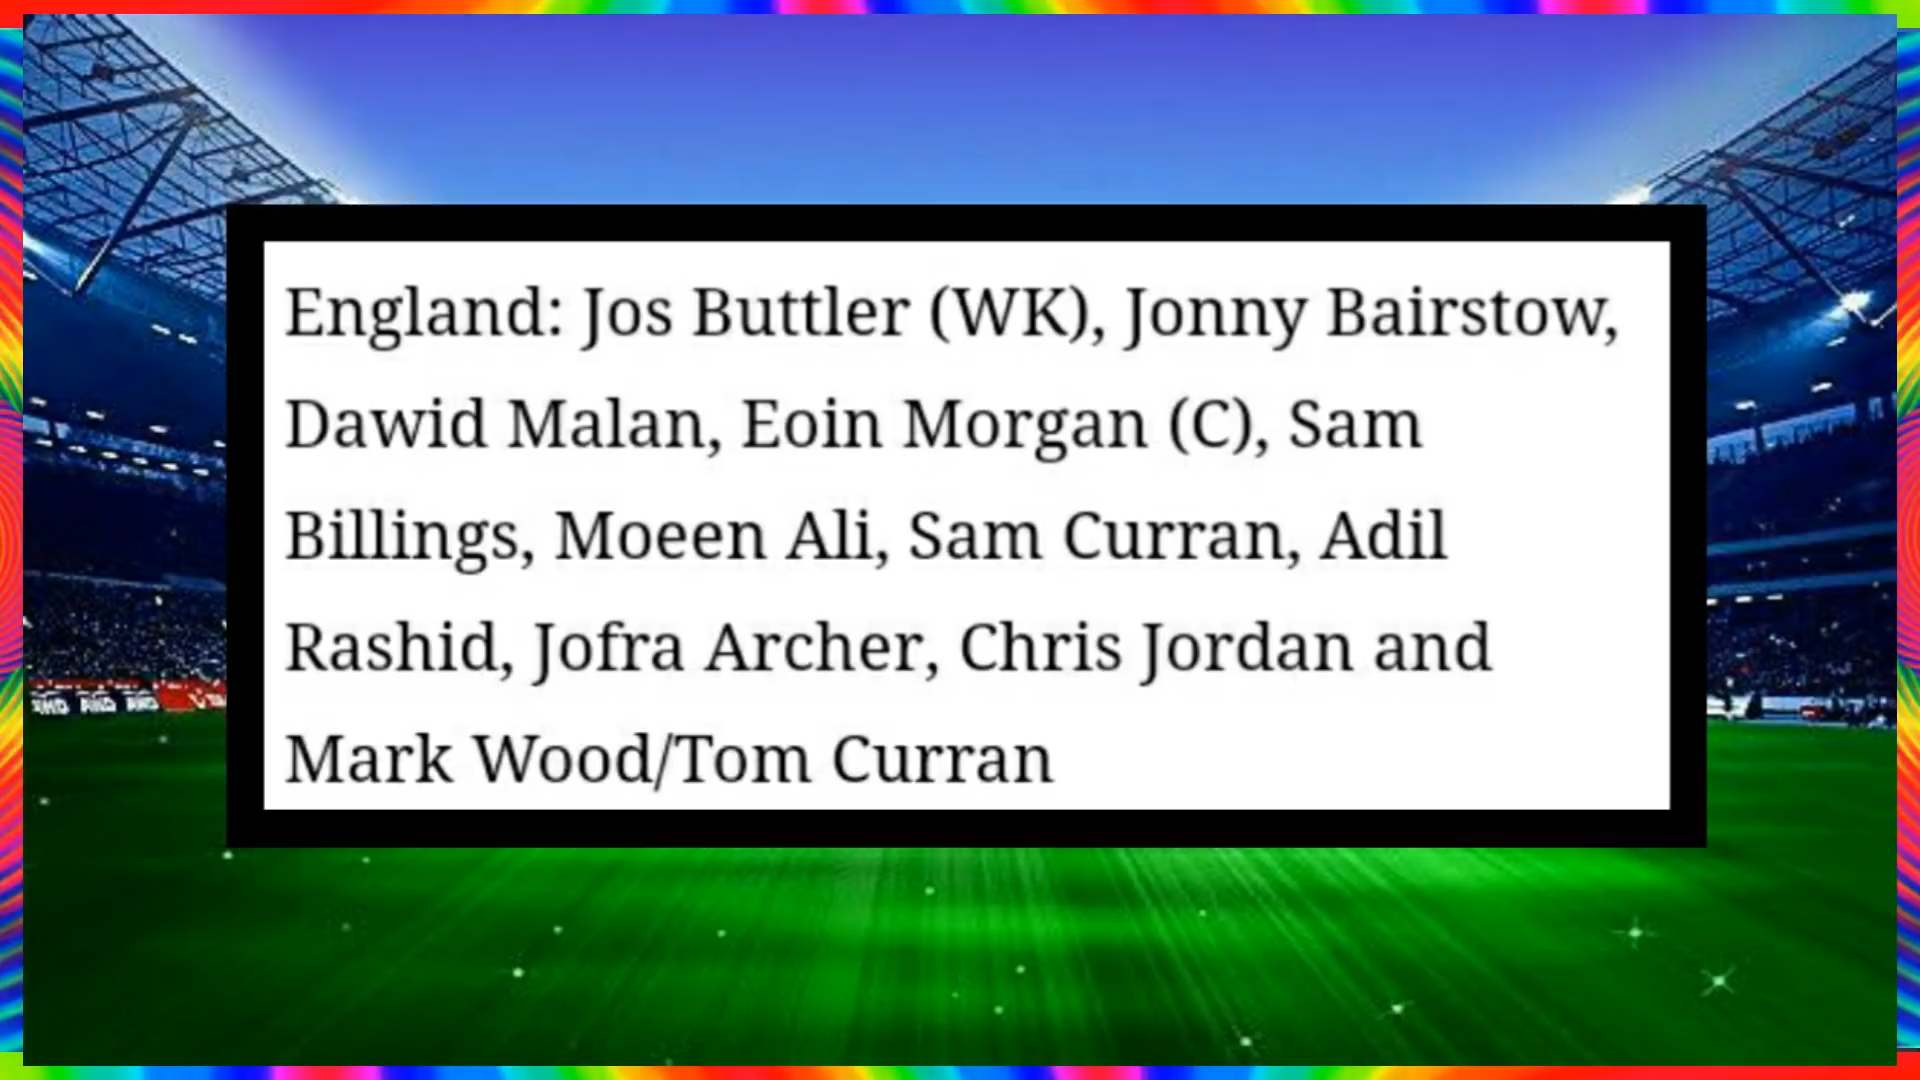 England: Jos Buttler (WK), Jonny Bairstow,
Dawid Malan, Eoin Morgan (C), Sam
Billings, Moeen Ali, Sam Curran, Adil
Rashid, Jofra Archer, Chris Jordan and
Mark Wood/Tom Curran